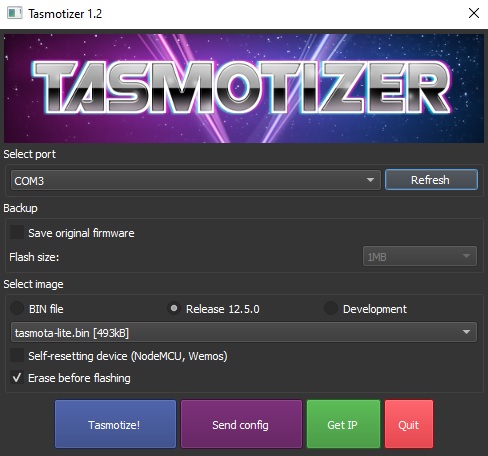 Tasmotizer 1.2
TASMOTIZER
Select port
COM3
Refresh
Backup
Save original firmware
Flash size:
1MB
Select image
BIN file
Release 12.5.0
Development
tasmota-lite.bin [493kB]
Self-resetting device (NodeMCU, Wemos)
Erase before flashing
Tasmotize!
Send config
Get IP
Quit